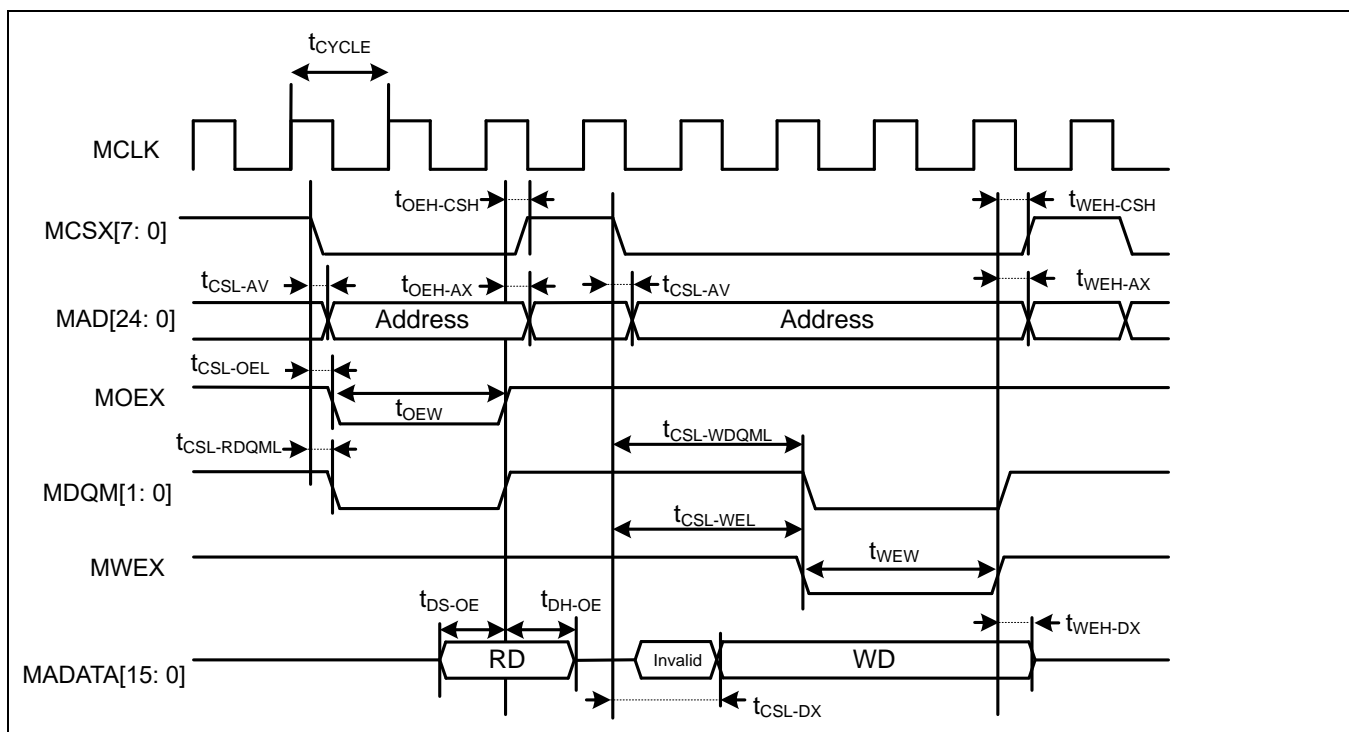 tCYCLE
MCLK
tOEH-CSH
tWEH-CSH
MCSX[7: 0]
tCSL-AV
tOEH-AX
tCSL-AV
tWEH-AX
MAD[24: 0]
Address
Address
tCSL-OEL
MOEX
tOEW
tCSL-RDQML
tCSL-WDQML
MDQM[1: 0]
tCSL-WEL
MWEX
tWEW
tDS-OE
tDH-OE
tWEH-DX
MADATA[15: 0]
RD
Invalid
WD
tCSL-DX